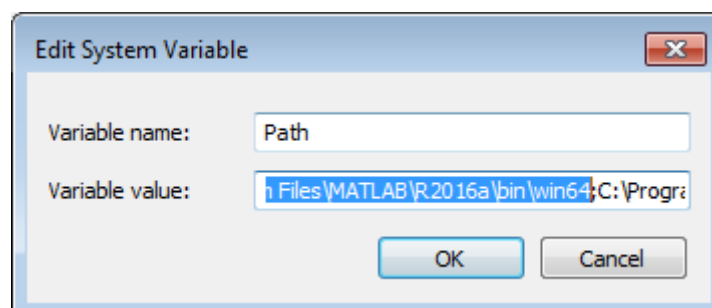 Edit System Variable
Variable name:
Path
Variable value:
Files\MATLAB\R2016a\bin\win64;C:\Progra
OK
Cancel